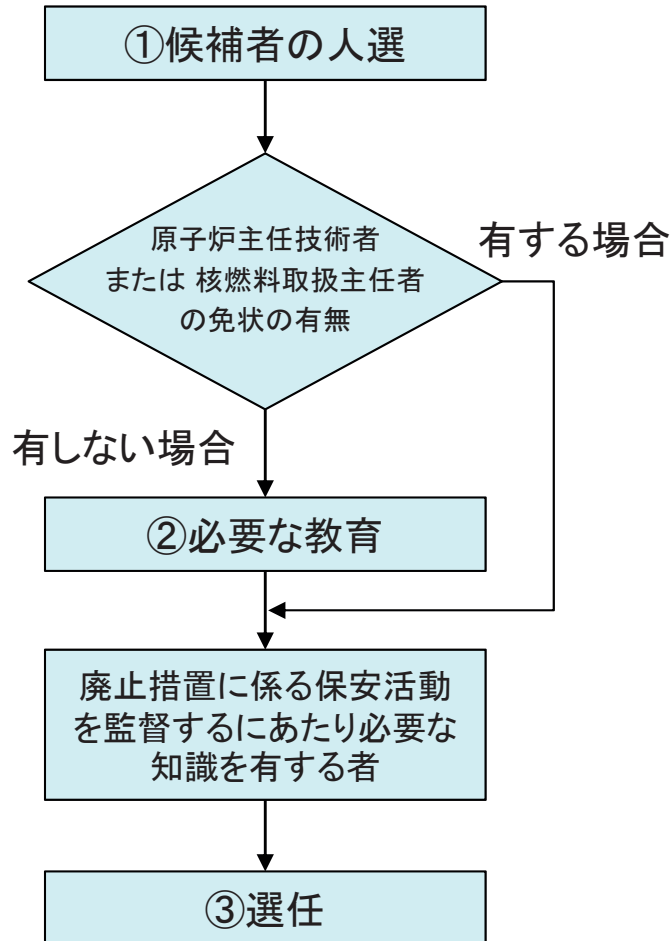 ①候補者の人選
原子炉主任技術者
または 核燃料取扱主任者
の免状の有無
有する場合
有しない場合
②必要な教育
廃止措置に係る保安活動
を監督するにあたり必要な
知識を有する者
③選任